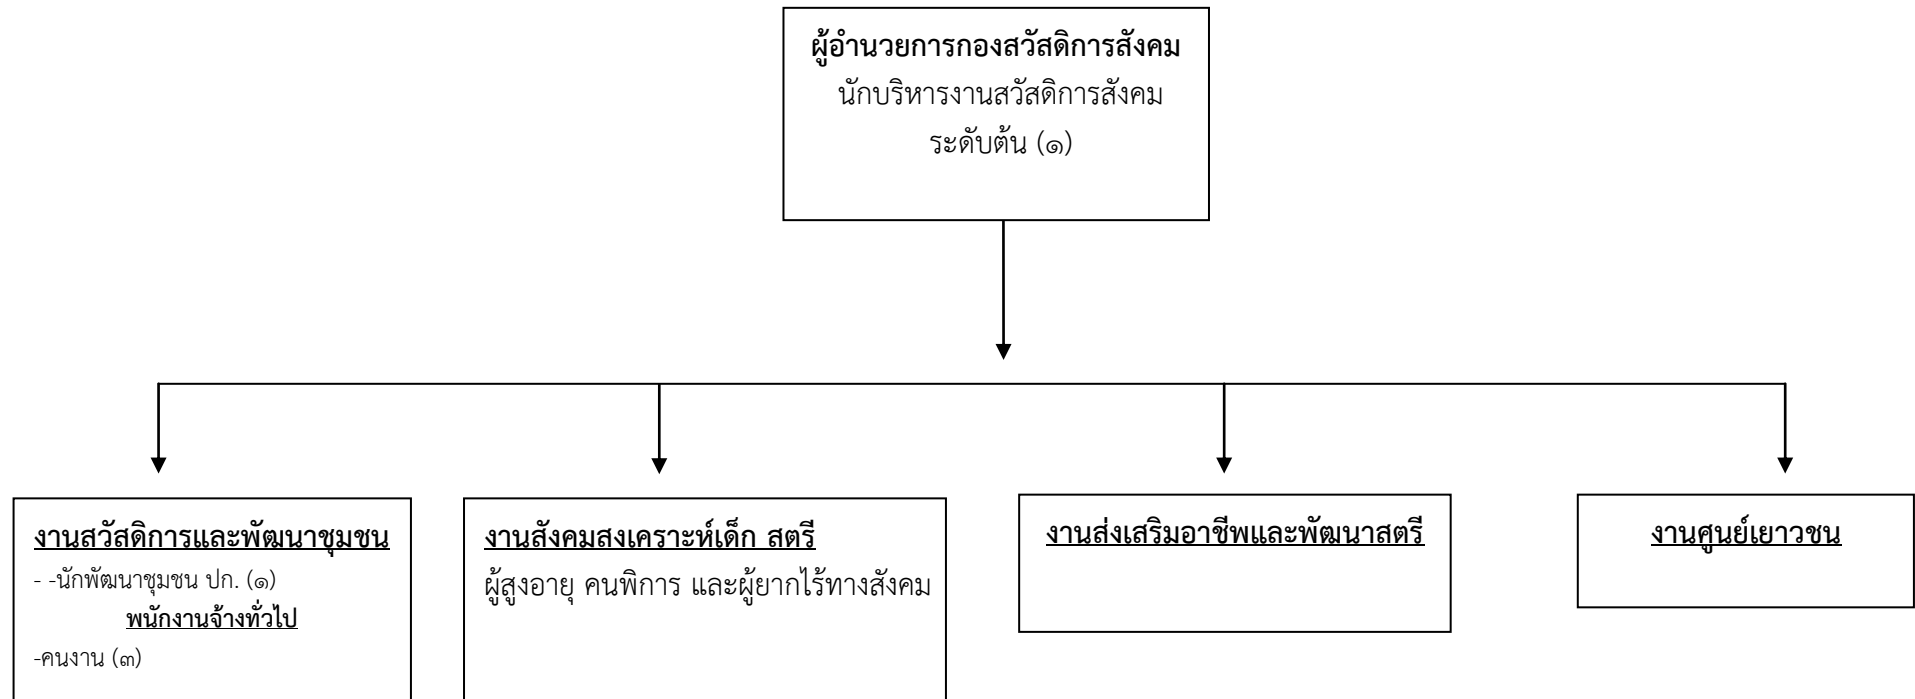 ผู้อำนวยการกองสวัสดิการสังคม
นักบริหารงานสวัสดิการสังคม
ระดับต้น (๑)
งานสวัสดิการและพัฒนาชุมชน
- -นักพัฒนาชุมชน ปก. (๑)
พนักงานจ้างทั่วไป
-คนงาน (๓)
งานสังคมสงเคราะห์เด็ก สตรี
ผู้สูงอายุ คนพิการ และผู้ยากไร้ทางสังคม
งานส่งเสริมอาชีพและพัฒนาสตรี
งานศูนย์เยาวชน